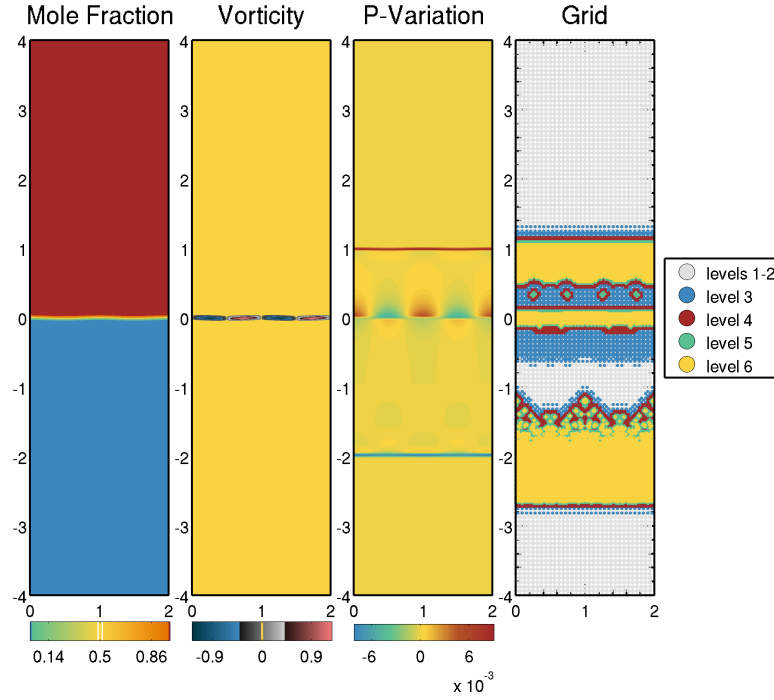 Mole Fraction Vorticity P-Variation Grid
4 4 4 4
3 3 3 3
2 2 2 2
1 1 1 1
0 0 0 0
-1 -1 -1 -1
-2 -2 -2 -2
-3 -3 -3 -3
-4 -4 -4 -4
0 1 2 0 1 2 0 1 2 0 1 2
levels 1-2
level 3
level 4
level 5
level 6
0.14 0.5 0.86 -0.9 0 0.9 -6 0 6
x 10-3